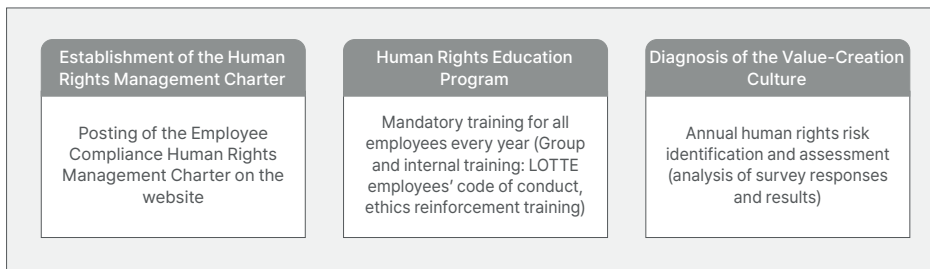 Establishment of the Human
Rights Management Charter
Posting of the Employee
Compliance Human Rights
Management Charter on the
website
Human Rights Education
Program
Mandatory training for all
employees every year (Group
and internal training: LOTTE
employees' code of conduct,
ethics reinforcement training)
Diagnosis of the Value-Creation
Culture
Annual human rights risk
identification and assessment
(analysis of survey responses
and results)